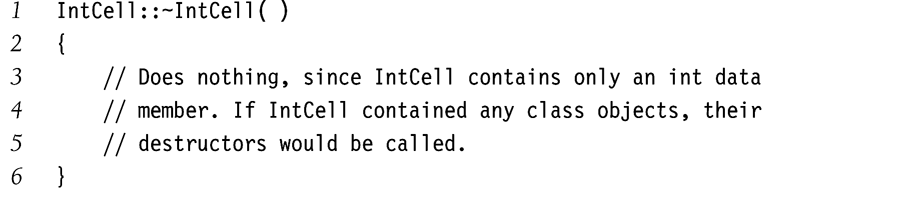 1 IntCell::~IntCell( )
2 {
3 // Does nothing, since IntCell contains only an int data
4 // member. If IntCell contained any class objects, their
5 // destructors would be called.
6 }